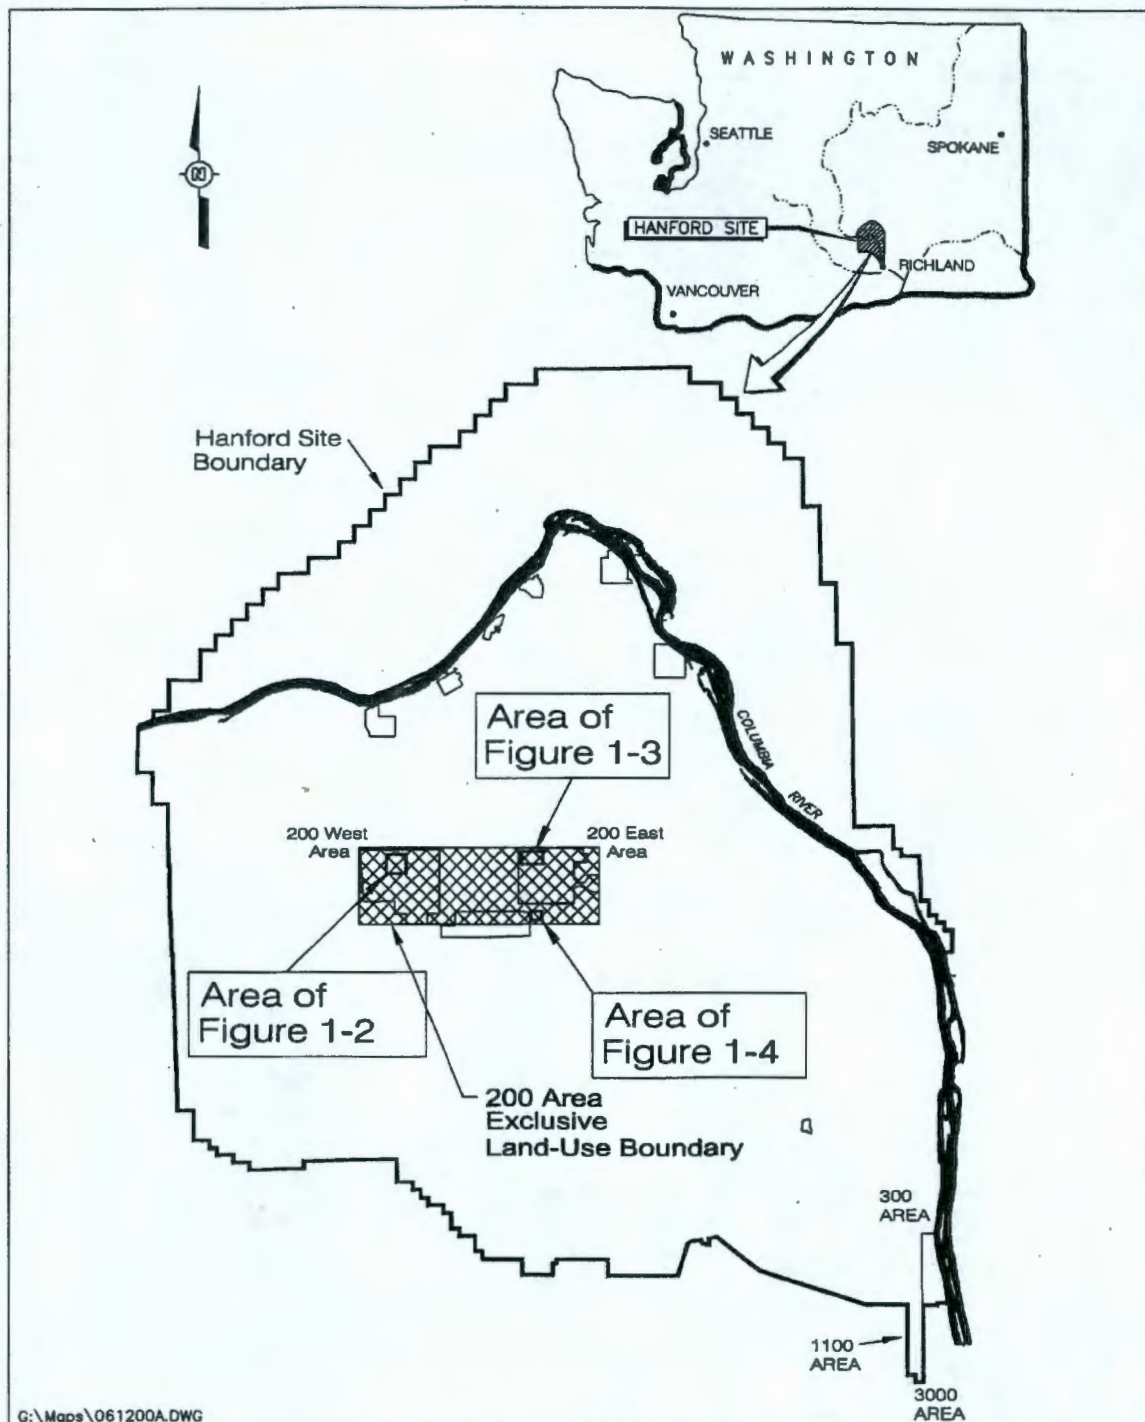 WASHINGTON
SEATTLE
SPOKANE
HANFORD SITE
RICHLAND
VANCOUVER
N
Hanford Site
Boundary
Area of
Figure 1-3
COLUMBIA
RIVER
200 West
Area
200 East
Area
Area of
Figure 1-2
Area of
Figure 1-4
200 Area
Exclusive
Land-Use Boundary
300
AREA
1100
AREA
3000
AREA
G:\Maps\061200A.DWG